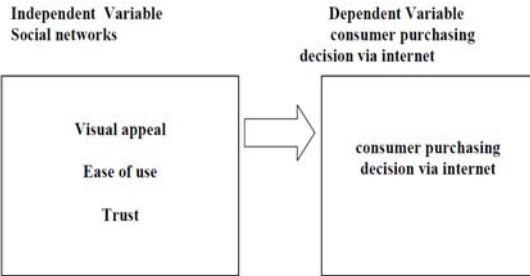 Independent Variable
Social networks
Dependent Variable
consumer purchasing
decision via internet
Visual appeal
Ease of use
Trust
consumer purchasing
decision via internet